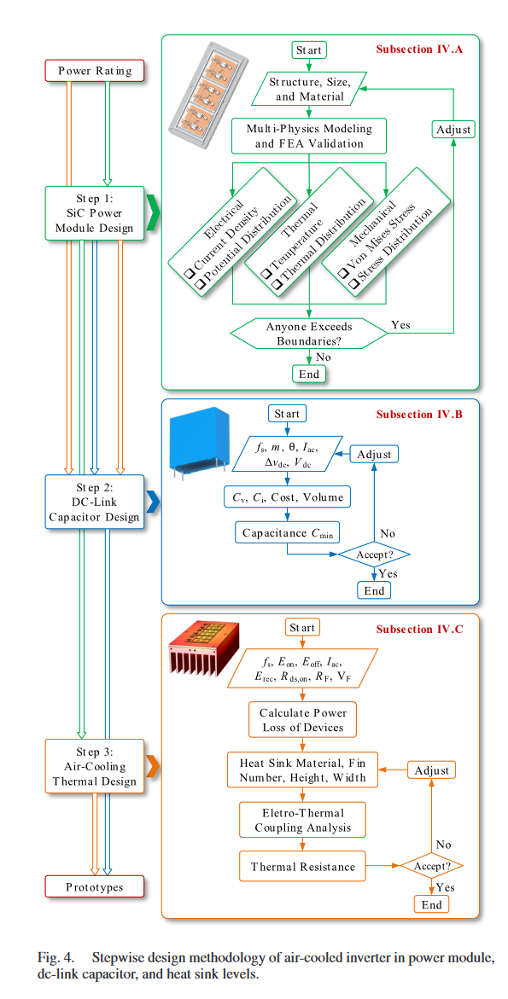 Power Rating
Step 1:
SiC Power
Module Design
Step 2:
DC-Link
Capacitor Design
Step 3:
Air-Cooling
Thermal Design
Prototypes
Subsection IV.A
Start
Structure, Size,
and Material
Adjust
Multi-Physics Modeling
and FEA Validation
Electrical
❑ Current Density
❑ Potential Distribution
Thermal
❑ Temperature
❑ Thermal Distribution
Mechanical
❑ Von Mises Stress
❑ Stress Distribution
Anyone Exceeds
Boundaries?
Yes
No
End
Subsection IV.B
Start
fs, m, θ, Iac,
Δvdc, Vdc
Adjust
Cv, Ci, Cost, Volume
Capacitance Cmin
No
Accept?
Yes
End
Subsection IV.C
Start
fs, Eon, Eoff, Iac,
Erec, Rds,on, RF, VF
Calculate Power
Loss of Devices
Heat Sink Material, Fin
Number, Height, Width
Adjust
Eletro-Thermal
Coupling Analysis
No
Thermal Resistance
Accept?
Yes
End
Fig. 4. Stepwise design methodology of air-cooled inverter in power module,
dc-link capacitor, and heat sink levels.